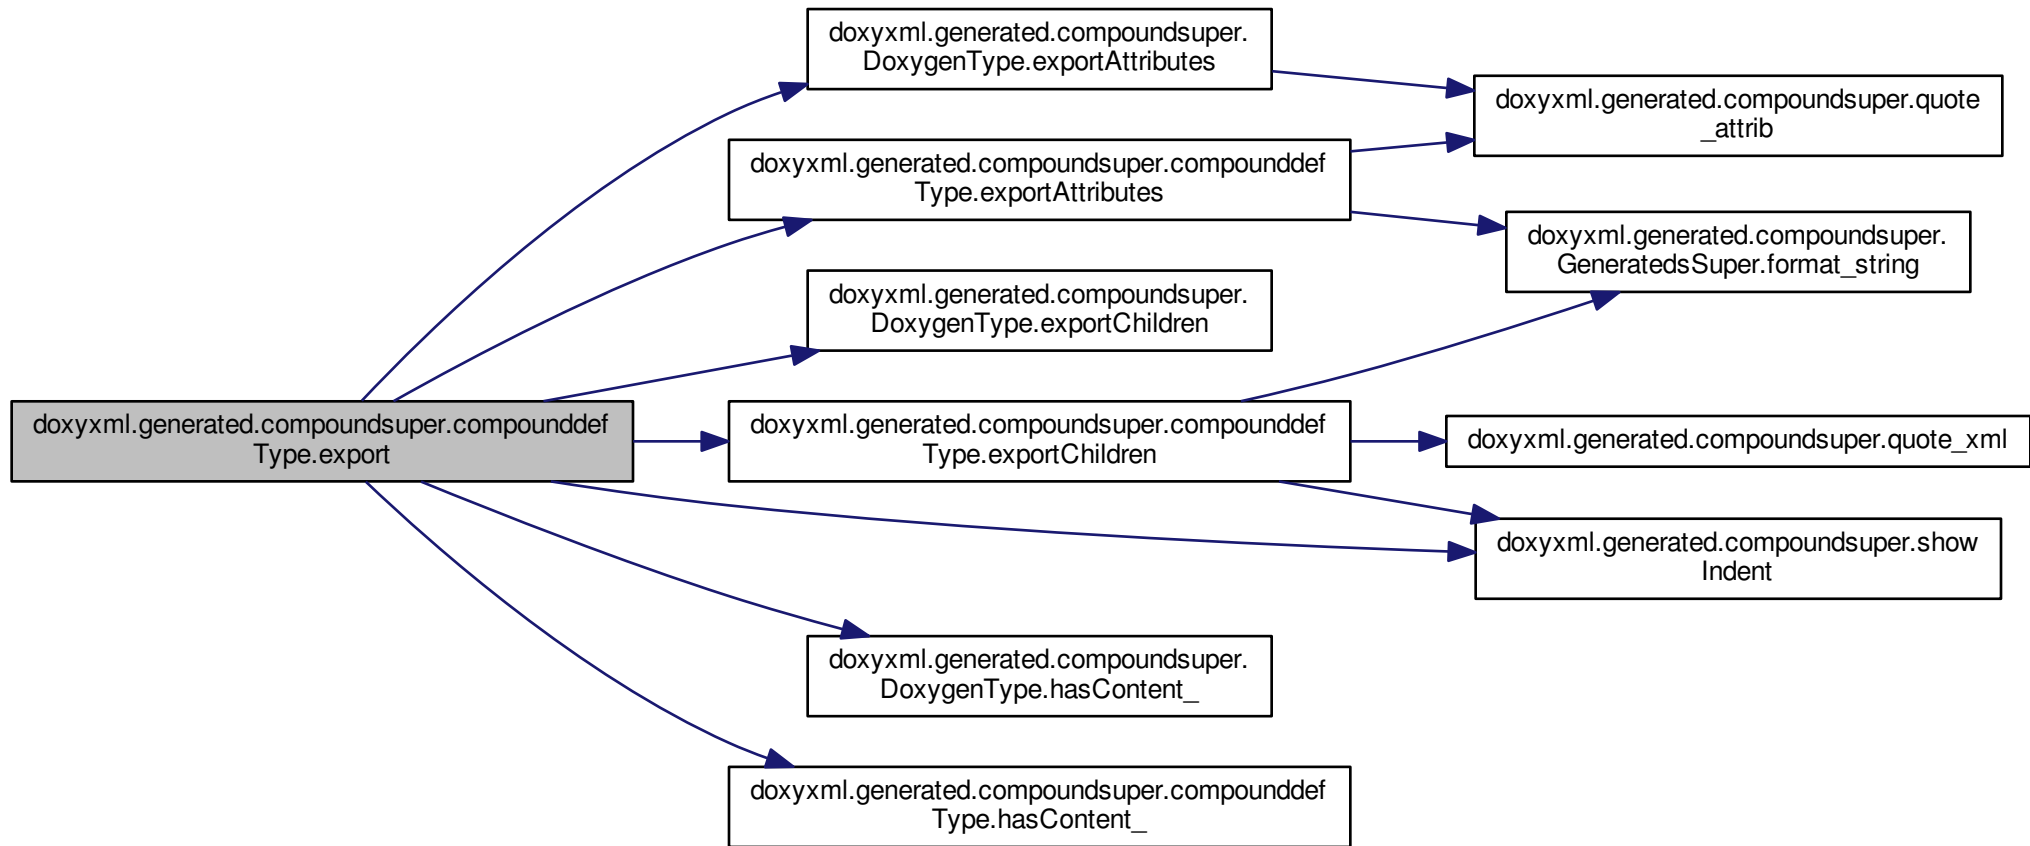 doxyxml.generated.compoundsuper.
DoxygenType.exportAttributes
doxyxml.generated.compoundsuper.quote
_attrib
doxyxml.generated.compoundsuper.compounddef
Type.exportAttributes
doxyxml.generated.compoundsuper.
GeneratedsSuper.format_string
doxyxml.generated.compoundsuper.
DoxygenType.exportChildren
doxyxml.generated.compoundsuper.compounddef
Type.export
doxyxml.generated.compoundsuper.compounddef
Type.exportChildren
doxyxml.generated.compoundsuper.quote_xml
doxyxml.generated.compoundsuper.show
Indent
doxyxml.generated.compoundsuper.
DoxygenType.hasContent_
doxyxml.generated.compoundsuper.compounddef
Type.hasContent_